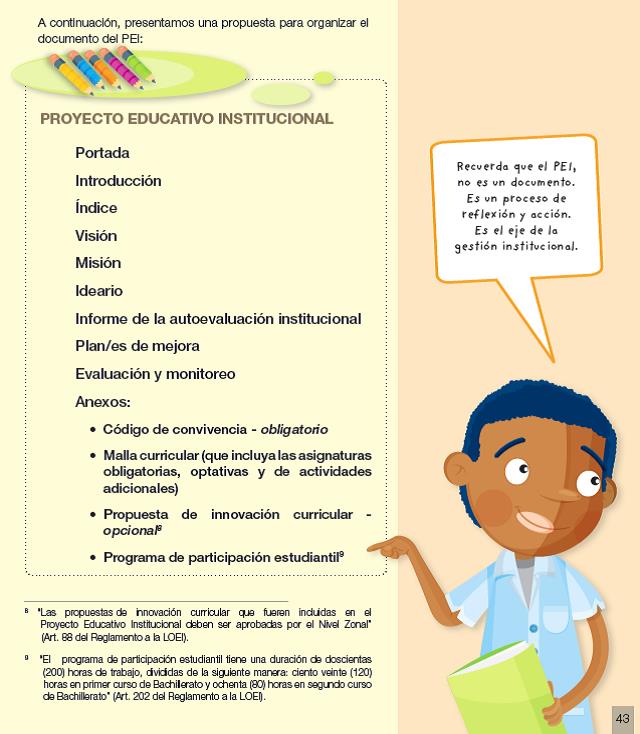 A continuación, presentamos una propuesta para organizar el
documento del PEI:
PROYECTO EDUCATIVO INSTITUCIONAL
Portada
Introducción
Índice
Visión
Misión
Ideario
Informe de la autoevaluación institucional
Plan/es de mejora
Evaluación y monitoreo
Anexos:
• Código de convivencia - obligatorio
• Malla curricular (que incluya las asignaturas
obligatorias, optativas y de actividades
adicionales)
• Propuesta de innovación curricular -
opcional⁸
• Programa de participación estudiantil⁹
⁸ "Las propuestas de innovación curricular que fueren incluidas en el
Proyecto Educativo Institucional deben ser aprobadas por el Nivel Zonal"
(Art. 88 del Reglamento a la LOEI).
⁹ "El programa de participación estudiantil tiene una duración de doscientas
(200) horas de trabajo, divididas de la siguiente manera: ciento veinte (120)
horas en primer curso de Bachillerato y ochenta (80) horas en segundo curso
de Bachillerato" (Art. 202 del Reglamento a la LOEI).
Recuerda que el PEI,
no es un documento.
Es un proceso de
reflexión y acción.
Es el eje de la
gestión institucional.
43